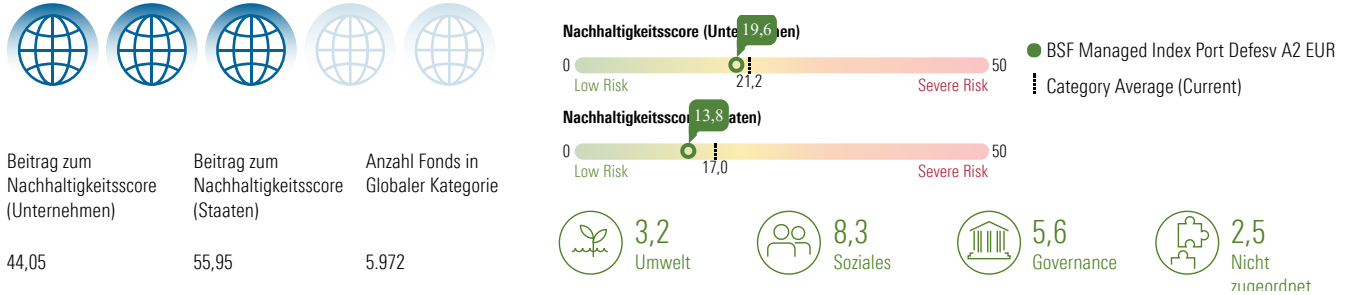 Beitrag zum
Nachhaltigkeitsscore
(Unternehmen)
44,05
Beitrag zum
Nachhaltigkeitsscore
(Staaten)
55,95
Anzahl Fonds in
Globaler Kategorie
5.972
Nachhaltigkeitsscore (Unte hen)
19,6
0
50
Low Risk
21,2
Severe Risk
Nachhaltigkeitsscor aten)
13,8
0
50
Low Risk
17,0
Severe Risk
BSF Managed Index Port Defesv A2 EUR
Category Average (Current)
3,2
Umwelt
8,3
Soziales
5,6
Governance
2,5
Nicht
zugeordnet